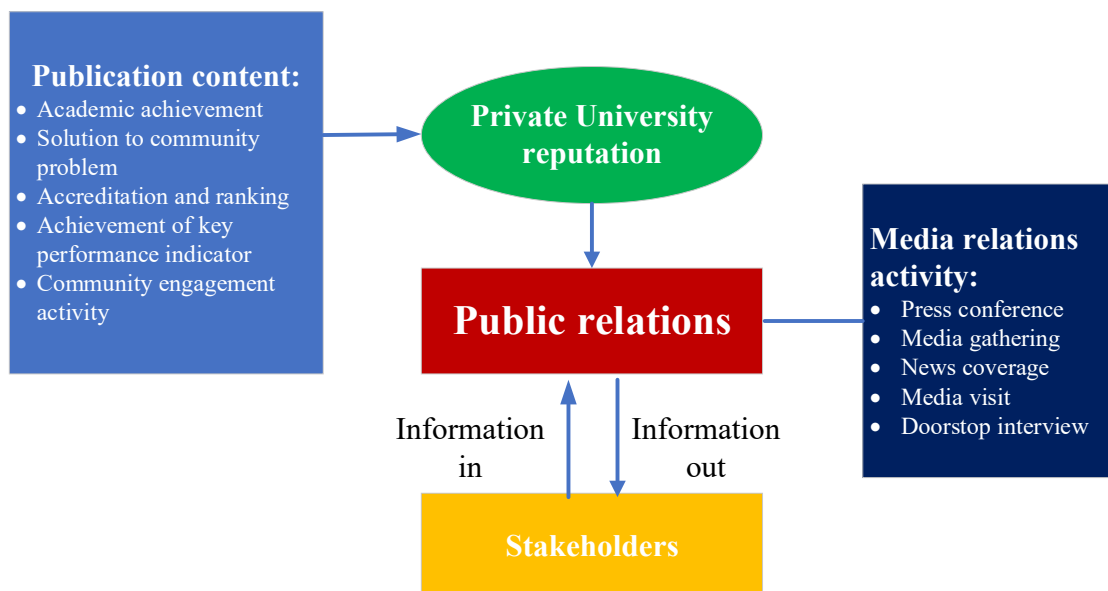 Publication content:
• Academic achievement
• Solution to community
problem
• Accreditation and ranking
• Achievement of key
performance indicator
• Community engagement
activity
Private University
reputation
Public relations
Media relations
activity:
• Press conference
• Media gathering
• News coverage
• Media visit
• Doorstop interview
Information
in
Information
out
Stakeholders